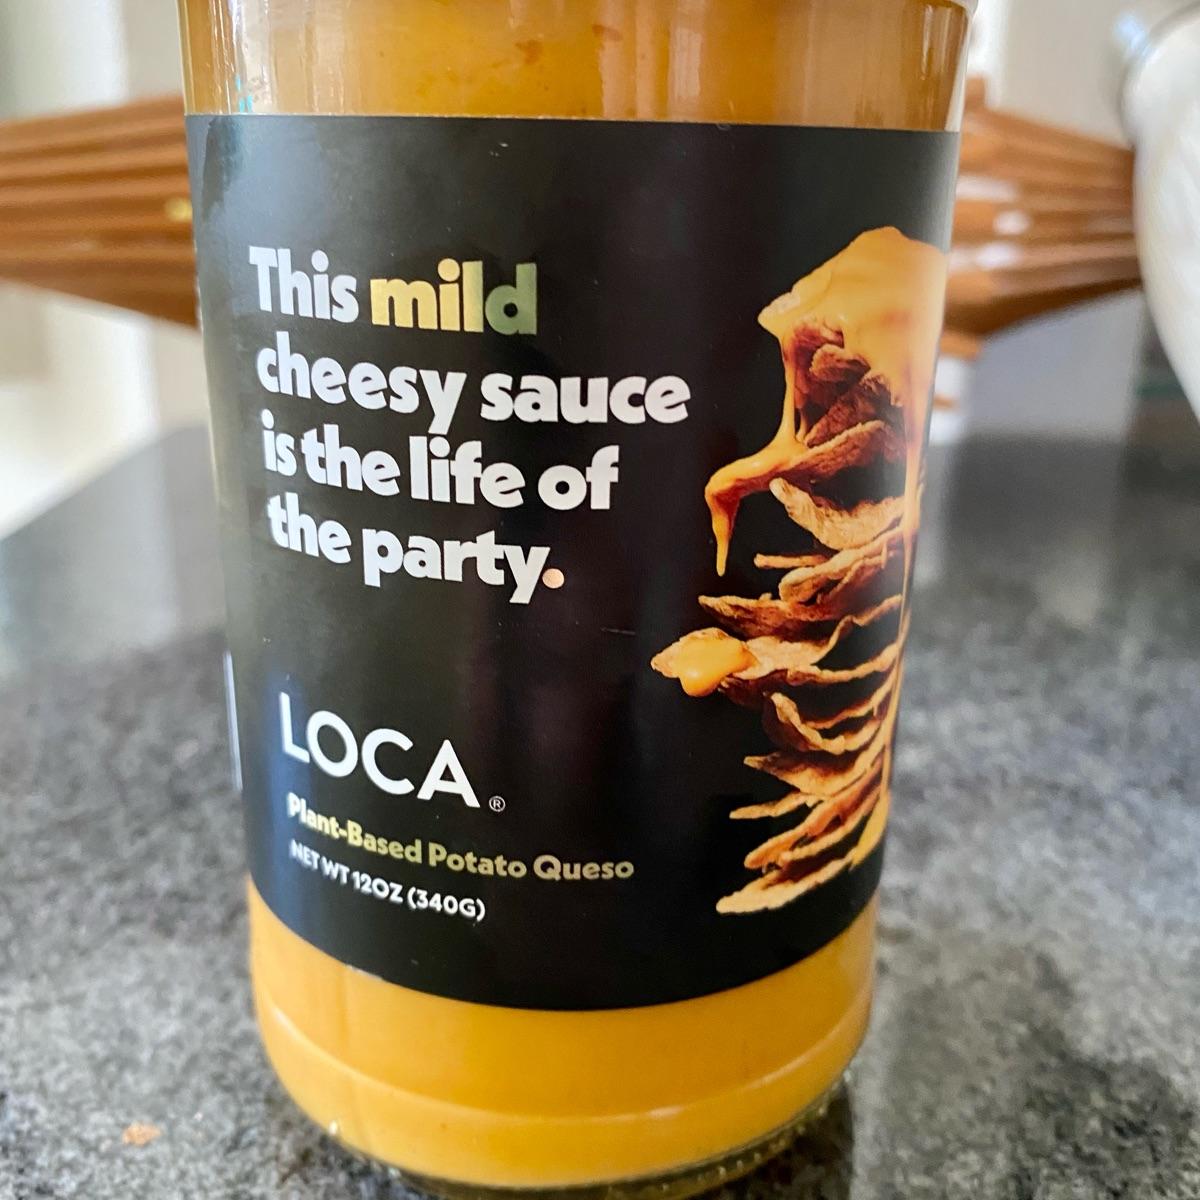 This mild
cheesy sauce
is the life of
the party.
LOCA®
Plant-Based Potato Queso
NET WT 12OZ (340G)